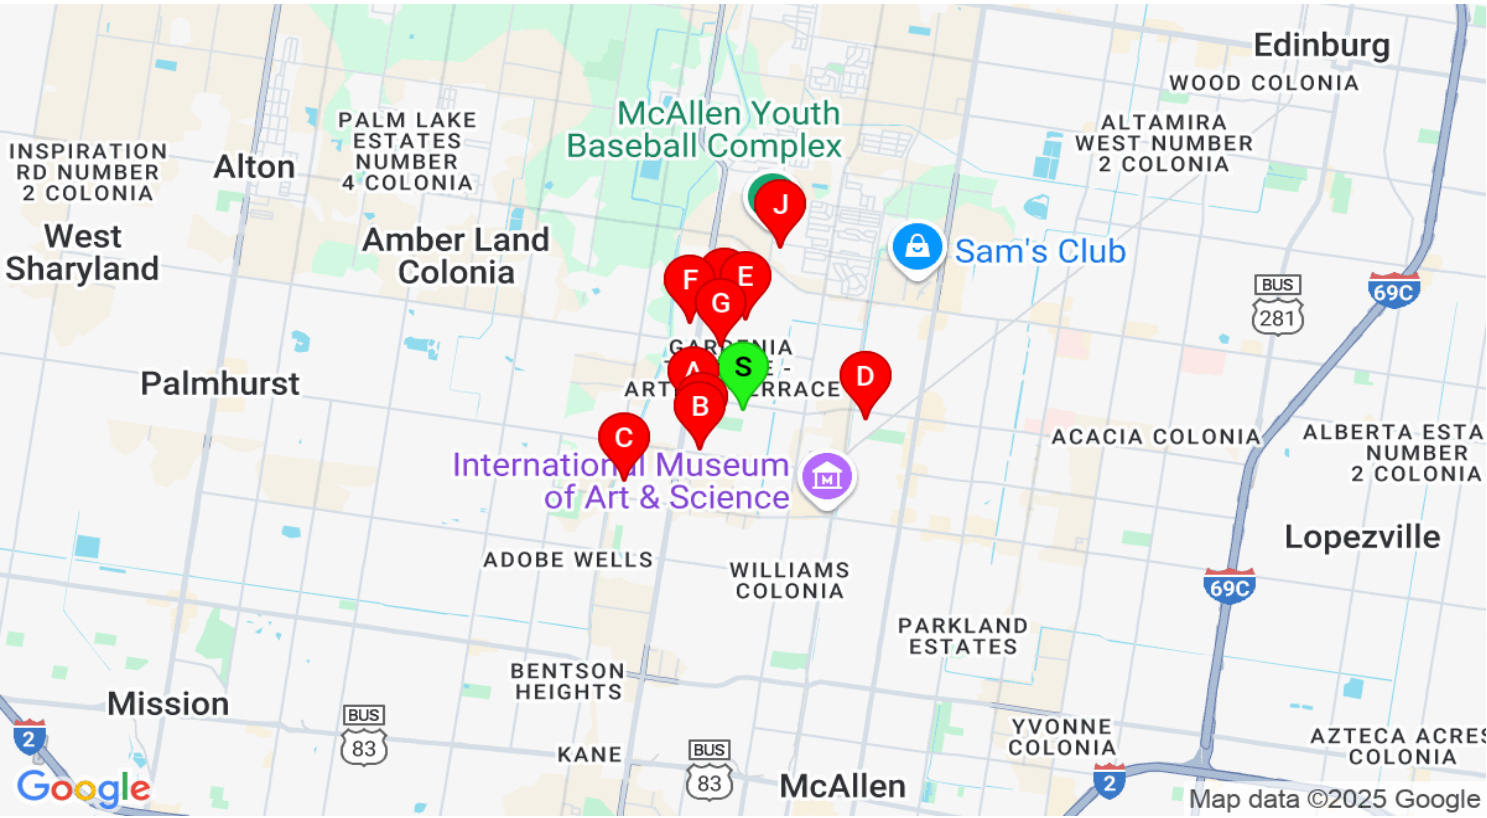 Edinburg
WOOD COLONIA
McAllen Youth
Baseball Complex
PALM LAKE
ESTATES
NUMBER
4 COLONIA
ALTAMIRA
WEST NUMBER
2 COLONIA
INSPIRATION
RD NUMBER
2 COLONIA
Alton
J
West
Sharyland
Amber Land
Colonia
Sam's Club
F
E
G
BUS
281
69C
GARDENIA
E -
ART
ERRACE
A
S
D
B
C
Palmhurst
International Museum
of Art & Science
ACACIA COLONIA
ALBERTA ESTA
NUMBER
2 COLONIA
Lopezville
ADOBE WELLS
WILLIAMS
COLONIA
69C
PARKLAND
ESTATES
BENTSON
HEIGHTS
Mission
BUS
83
2
KANE
BUS
83
YVONNE
COLONIA
AZTECA ACRES
COLONIA
McAllen
2
Google
Map data ©2025 Google